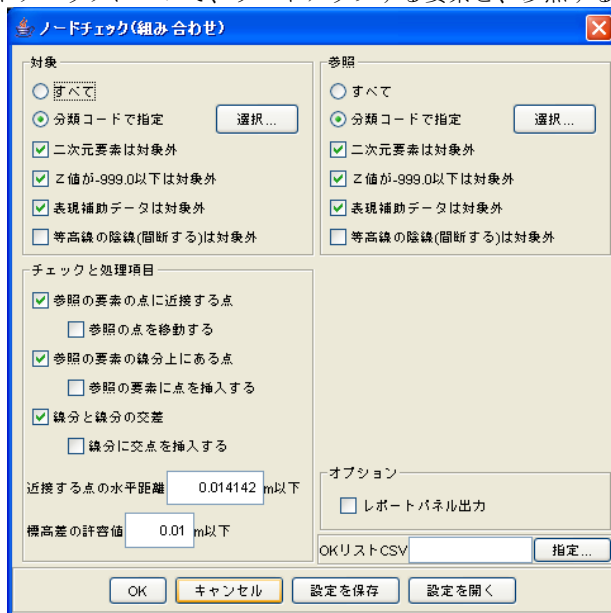 ノードチェック(組み合わせ)
対象
すべて
分類コードで指定
選択...
二次元要素は対象外
Z値が-999.0以下は対象外
表現補助データは対象外
等高線の陰線(間断する)は対象外
参照
すべて
分類コードで指定
選択...
二次元要素は対象外
Z値が-999.0以下は対象外
表現補助データは対象外
等高線の陰線(間断する)は対象外
チェックと処理項目
参照の要素の点に近接する点
参照の点を移動する
参照の要素の線分上にある点
参照の要素に点を挿入する
線分と線分の交差
線分に交点を挿入する
近接する点の水平距離 0.014142 m以下
標高差の許容値 0.01 m以下
オプション
レポートパネル出力
OKリストCSV 指定...
OK キャンセル 設定を保存 設定を開く